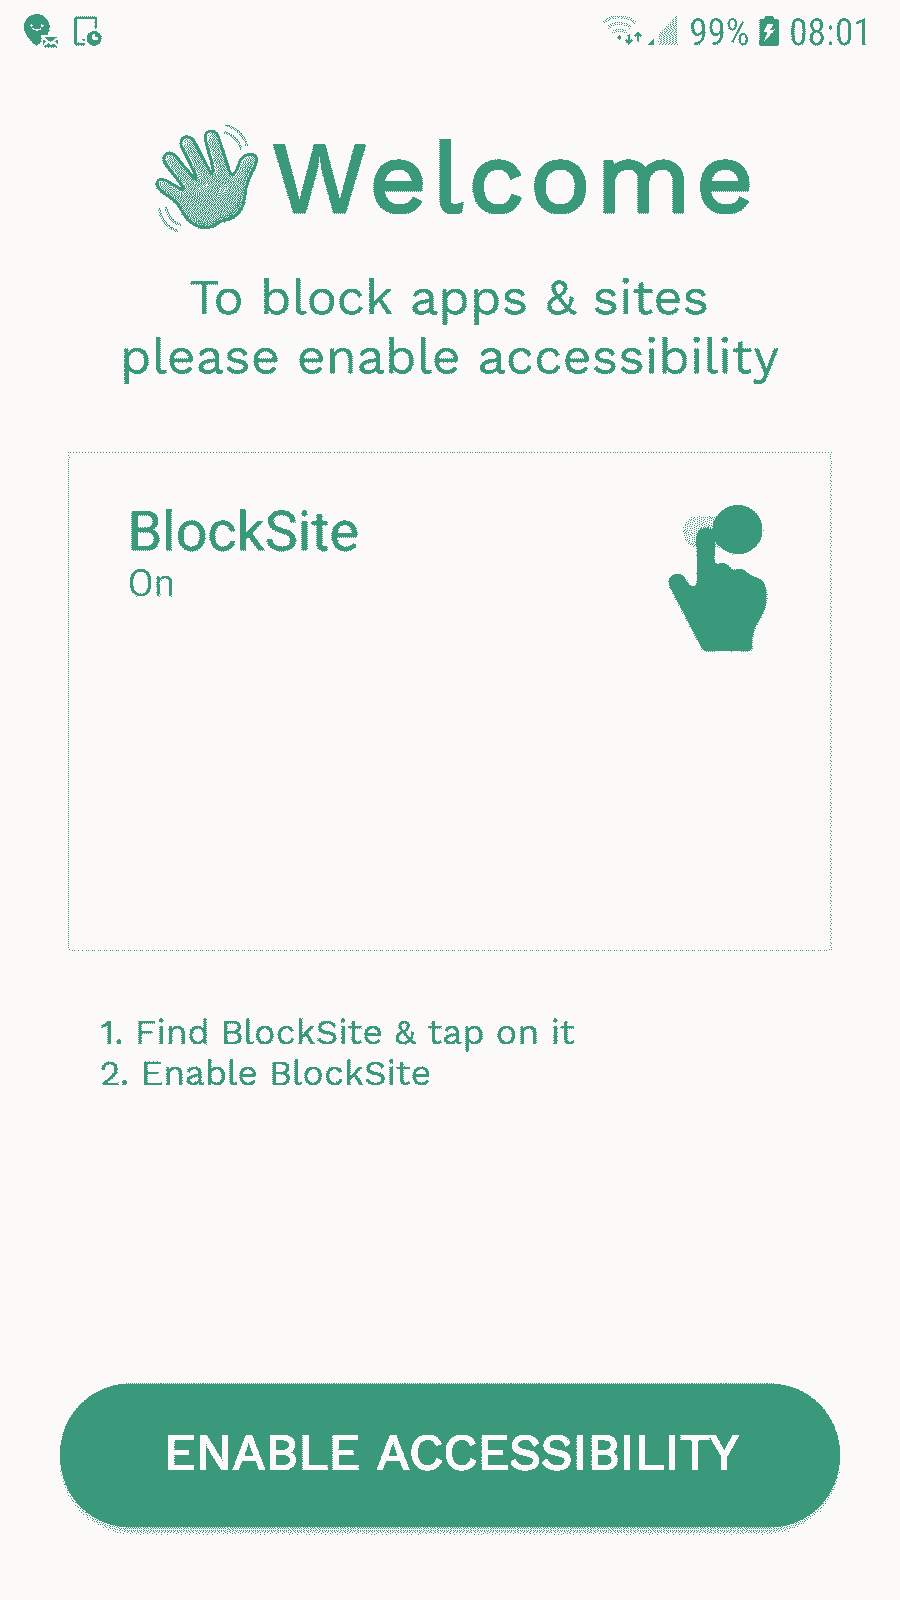 99% 08:01
Welcome
To block apps & sites
please enable accessibility
BlockSite
On
1. Find BlockSite & tap on it
2. Enable BlockSite
ENABLE ACCESSIBILITY